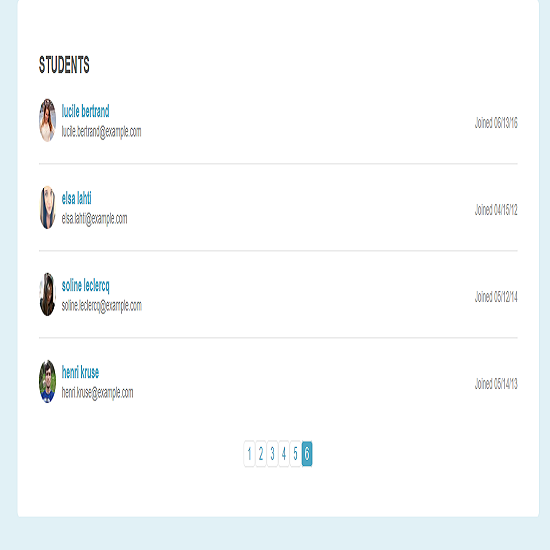 STUDENTS
lucile bertrand
lucile.bertrand@example.com
Joined 06/13/16
elsa lahti
elsa.lahti@example.com
Joined 04/15/12
soline leclercq
soline.leclercq@example.com
Joined 05/12/14
henri kruse
henri.kruse@example.com
Joined 05/14/13
1 2 3 4 5 6